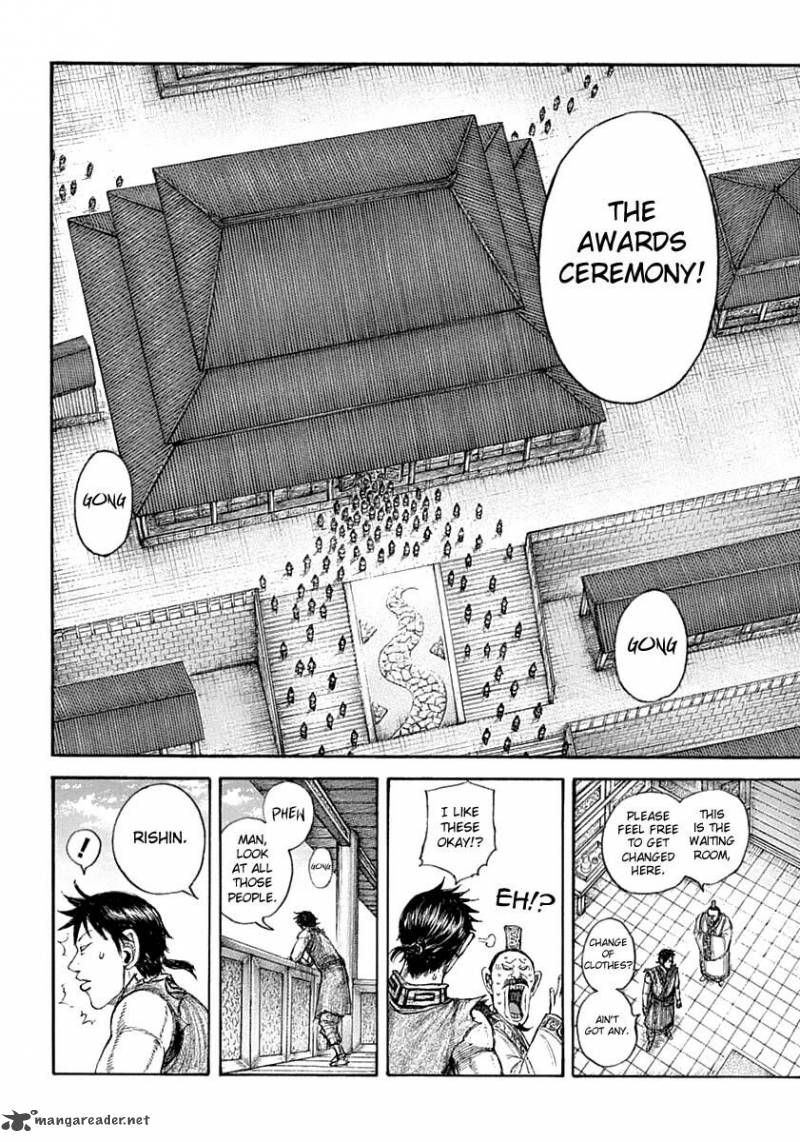 THE
AWARDS
CEREMONY!
GONG
GONG
THIS
IS THE
WAITING
ROOM,
PLEASE
FEEL FREE
TO GET
CHANGED
HERE.
CHANGE
OF
CLOTHES?
AIN'T
GOT ANY.
I LIKE
THESE
OKAY!?
EH!?
PHEW
MAN,
LOOK
AT ALL
THOSE
PEOPLE.
GONG
RISHIN.
!
mangareader.net